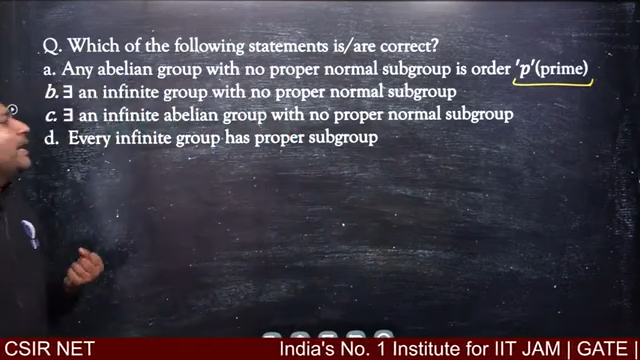 Q. Which of the following statements is/are correct?
a. Any abelian group with no proper normal subgroup is order 'p'(prime)
b. ∃ an infinite group with no proper normal subgroup
c. ∃ an infinite abelian group with no proper normal subgroup
d. Every infinite group has proper subgroup
CSIR NET India's No. 1 Institute for IIT JAM | GATE |